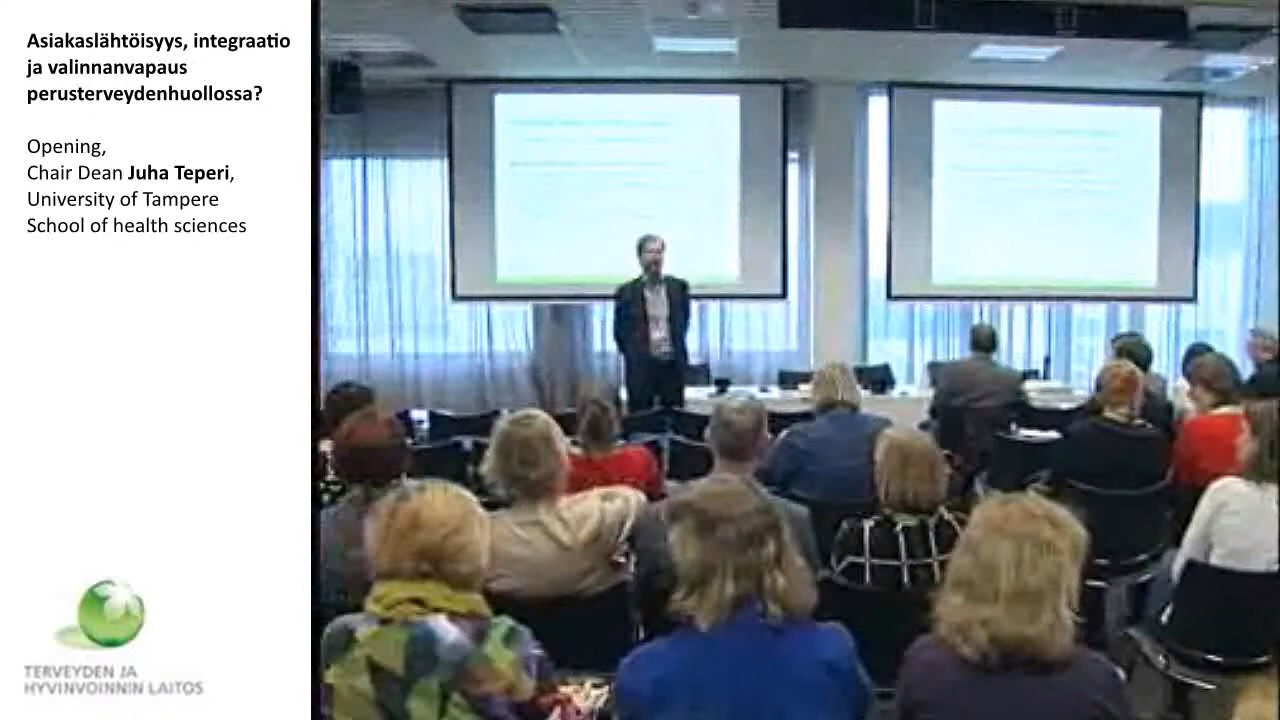 Asiakaslähtöisyys, integraatio
ja valinnanvapaus
perusterveydenhuollossa?
Opening,
Chair Dean Juha Teperi,
University of Tampere
School of health sciences
TERVEYDEN JA
HYVINVOINNIN LAITOS